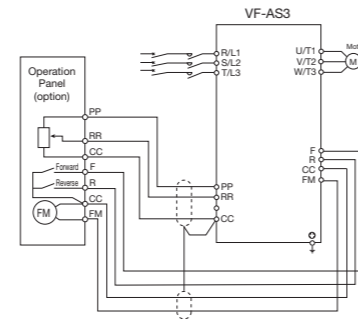 VF-AS3
R/L1
S/L2
T/L3
U/T1
V/T2
W/T3
Mot
M
Operation
Panel
(option)
PP
RR
CC
Forward
F
Reverse
R
CC
FM
FM
PP
RR
CC
F
R
CC
FM